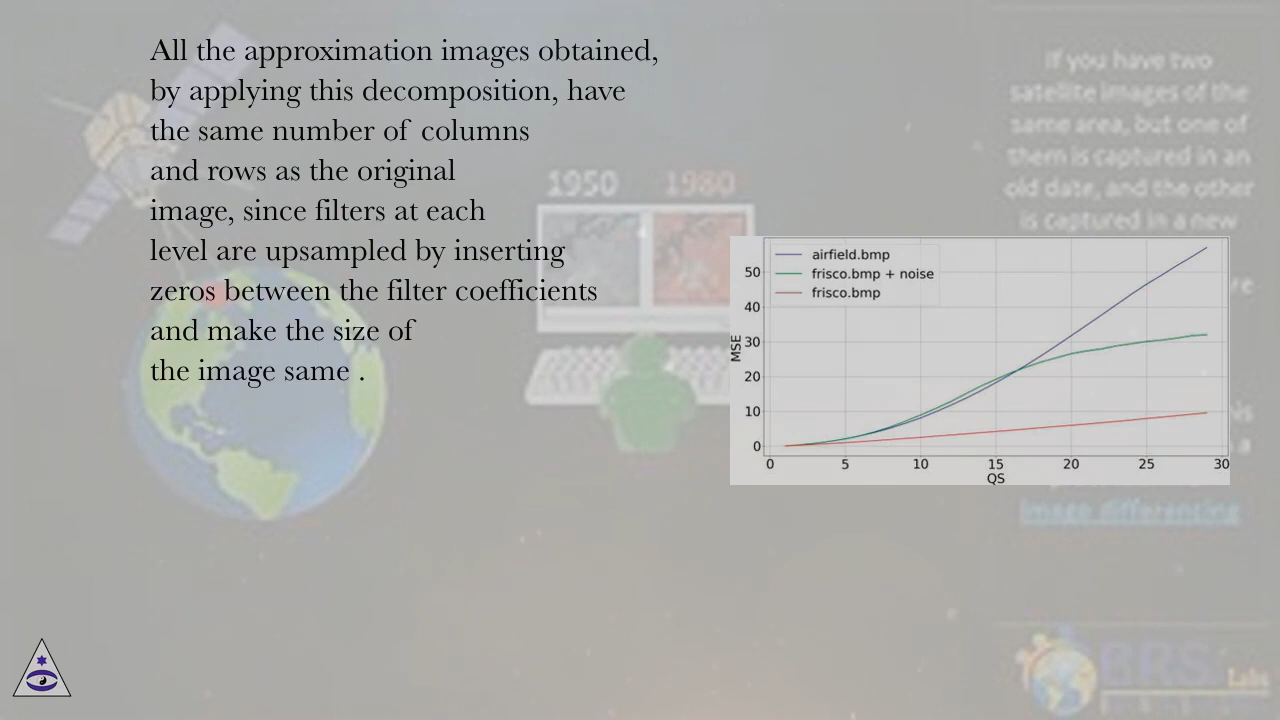 All the approximation images obtained,
by applying this decomposition, have
the same number of columns
and rows as the original
image, since filters at each
level are upsampled by inserting
zeros between the filter coefficients
and make the size of
the image same .
If you have two
satellite images of the
same area, but one of
them is captured in an
old date, and the other
is captured in a new
1950 1980
airfield.bmp
frisco.bmp + noise
frisco.bmp
MSE
50
40
30
20
10
0
0 5 10 15 20 25 30
QS
image differencing
BRS
Labs